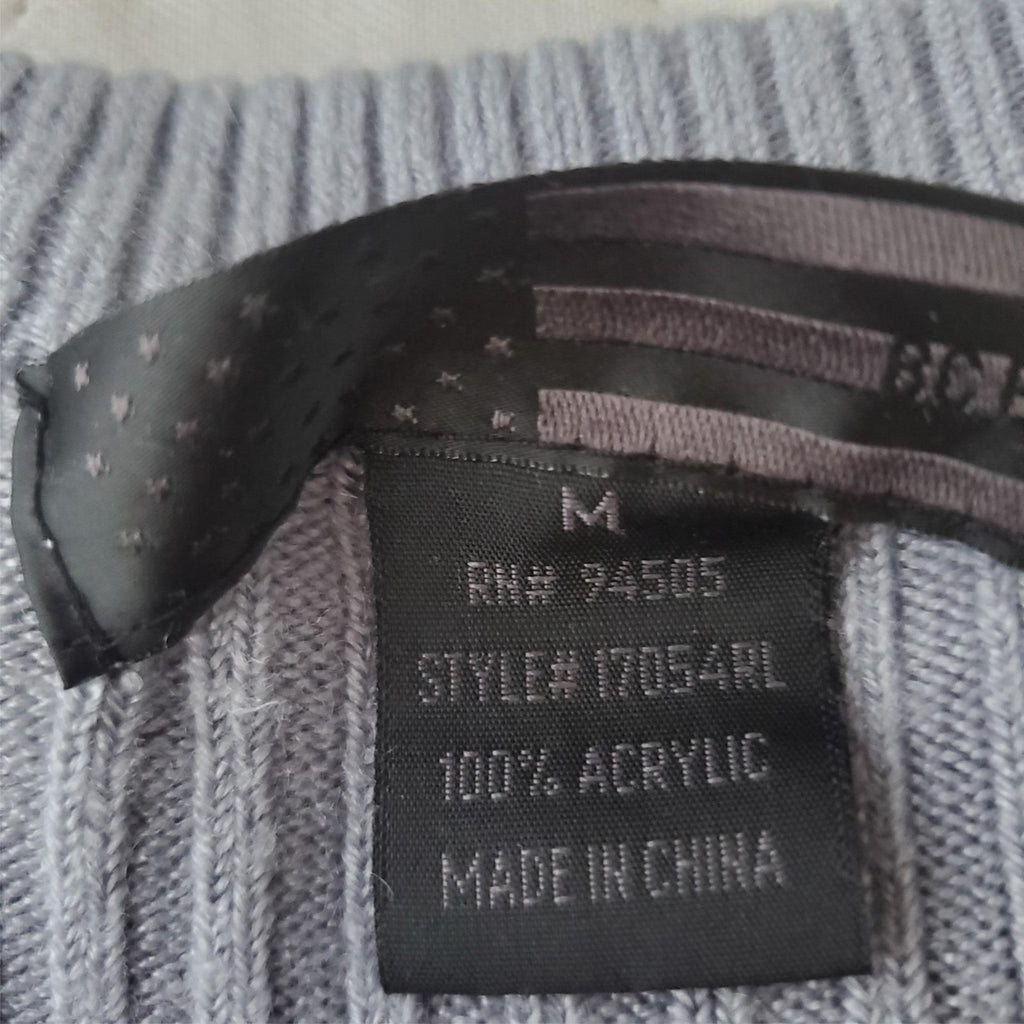 M
RN# 94505
STYLE# 17054RL
100% ACRYLIC
MADE IN CHINA